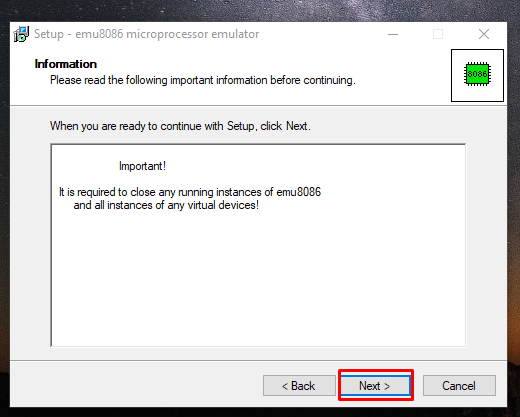 Setup - emu8086 microprocessor emulator
Information
Please read the following important information before continuing.
8086
When you are ready to continue with Setup, click Next.
Important!
It is required to close any running instances of emu8086
and all instances of any virtual devices!
< Back
Next >
Cancel